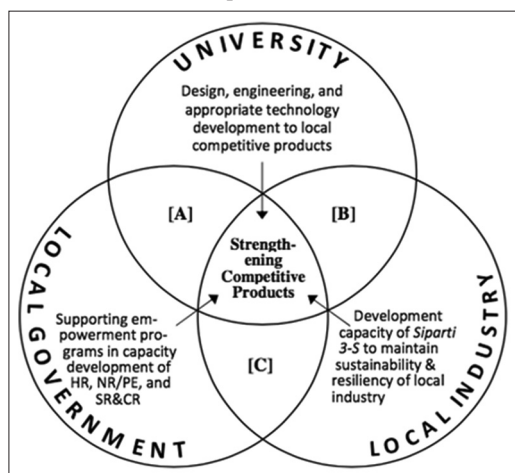 UNIVERSITY
Design, engineering, and
appropriate technology
development to local
competitive products
[A]
[B]
Strength-
ening
Competitive
Products
LOCAL GOVERNMENT
Supporting em-
powerment pro-
grams in capacity
development of
HR, NR/PE, and
SR&CR
[C]
Development
capacity of Siparti
3-S to maintain
sustainability &
resiliency of local
industry
LOCAL INDUSTRY